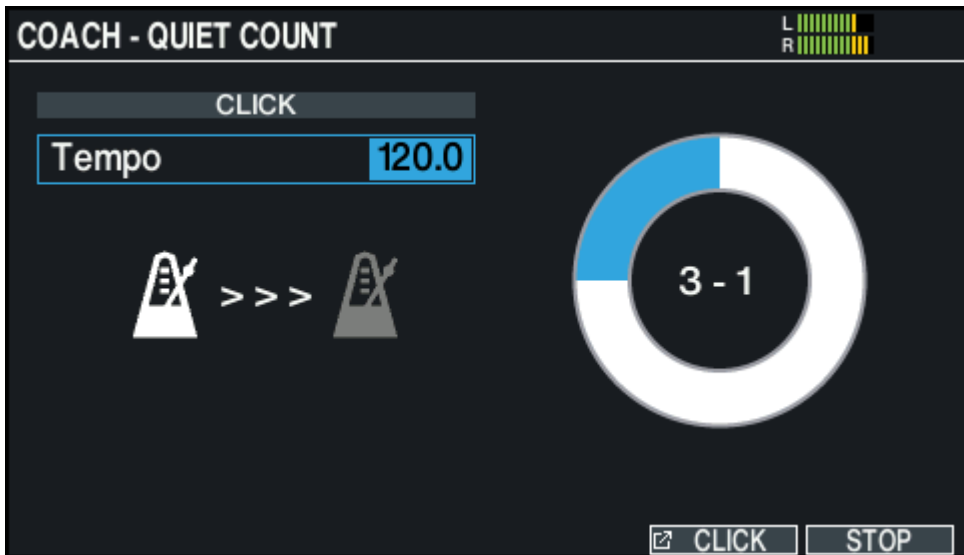 COACH - QUIET COUNT
L
R
CLICK
Tempo 120.0
> > >
3 - 1
CLICK
STOP